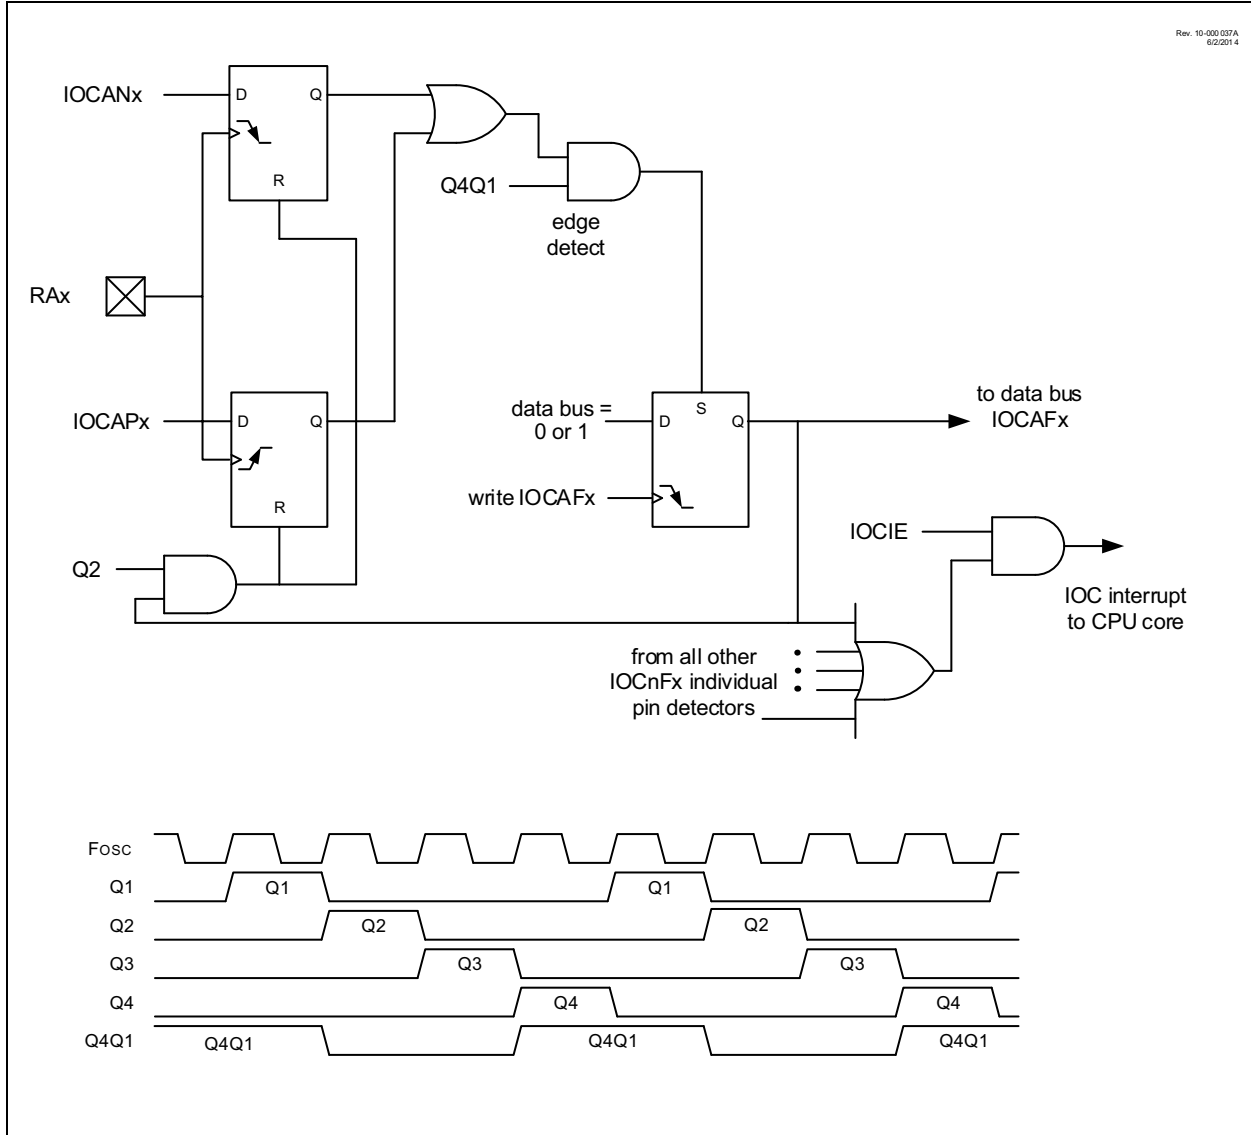 Rev. 10-000 037A
6/2/2014
IOCANx
D
Q
R
Q4Q1
edge
detect
RAx
IOCAPx
D
Q
R
data bus =
0 or 1
S
D
Q
to data bus
IOCAFx
write IOCAFx
IOCIE
Q2
IOC interrupt
to CPU core
from all other
IOCnFx individual
pin detectors
FOSC
Q1
Q1
Q1
Q2
Q2
Q2
Q3
Q3
Q3
Q4
Q4
Q4
Q4Q1
Q4Q1
Q4Q1
Q4Q1